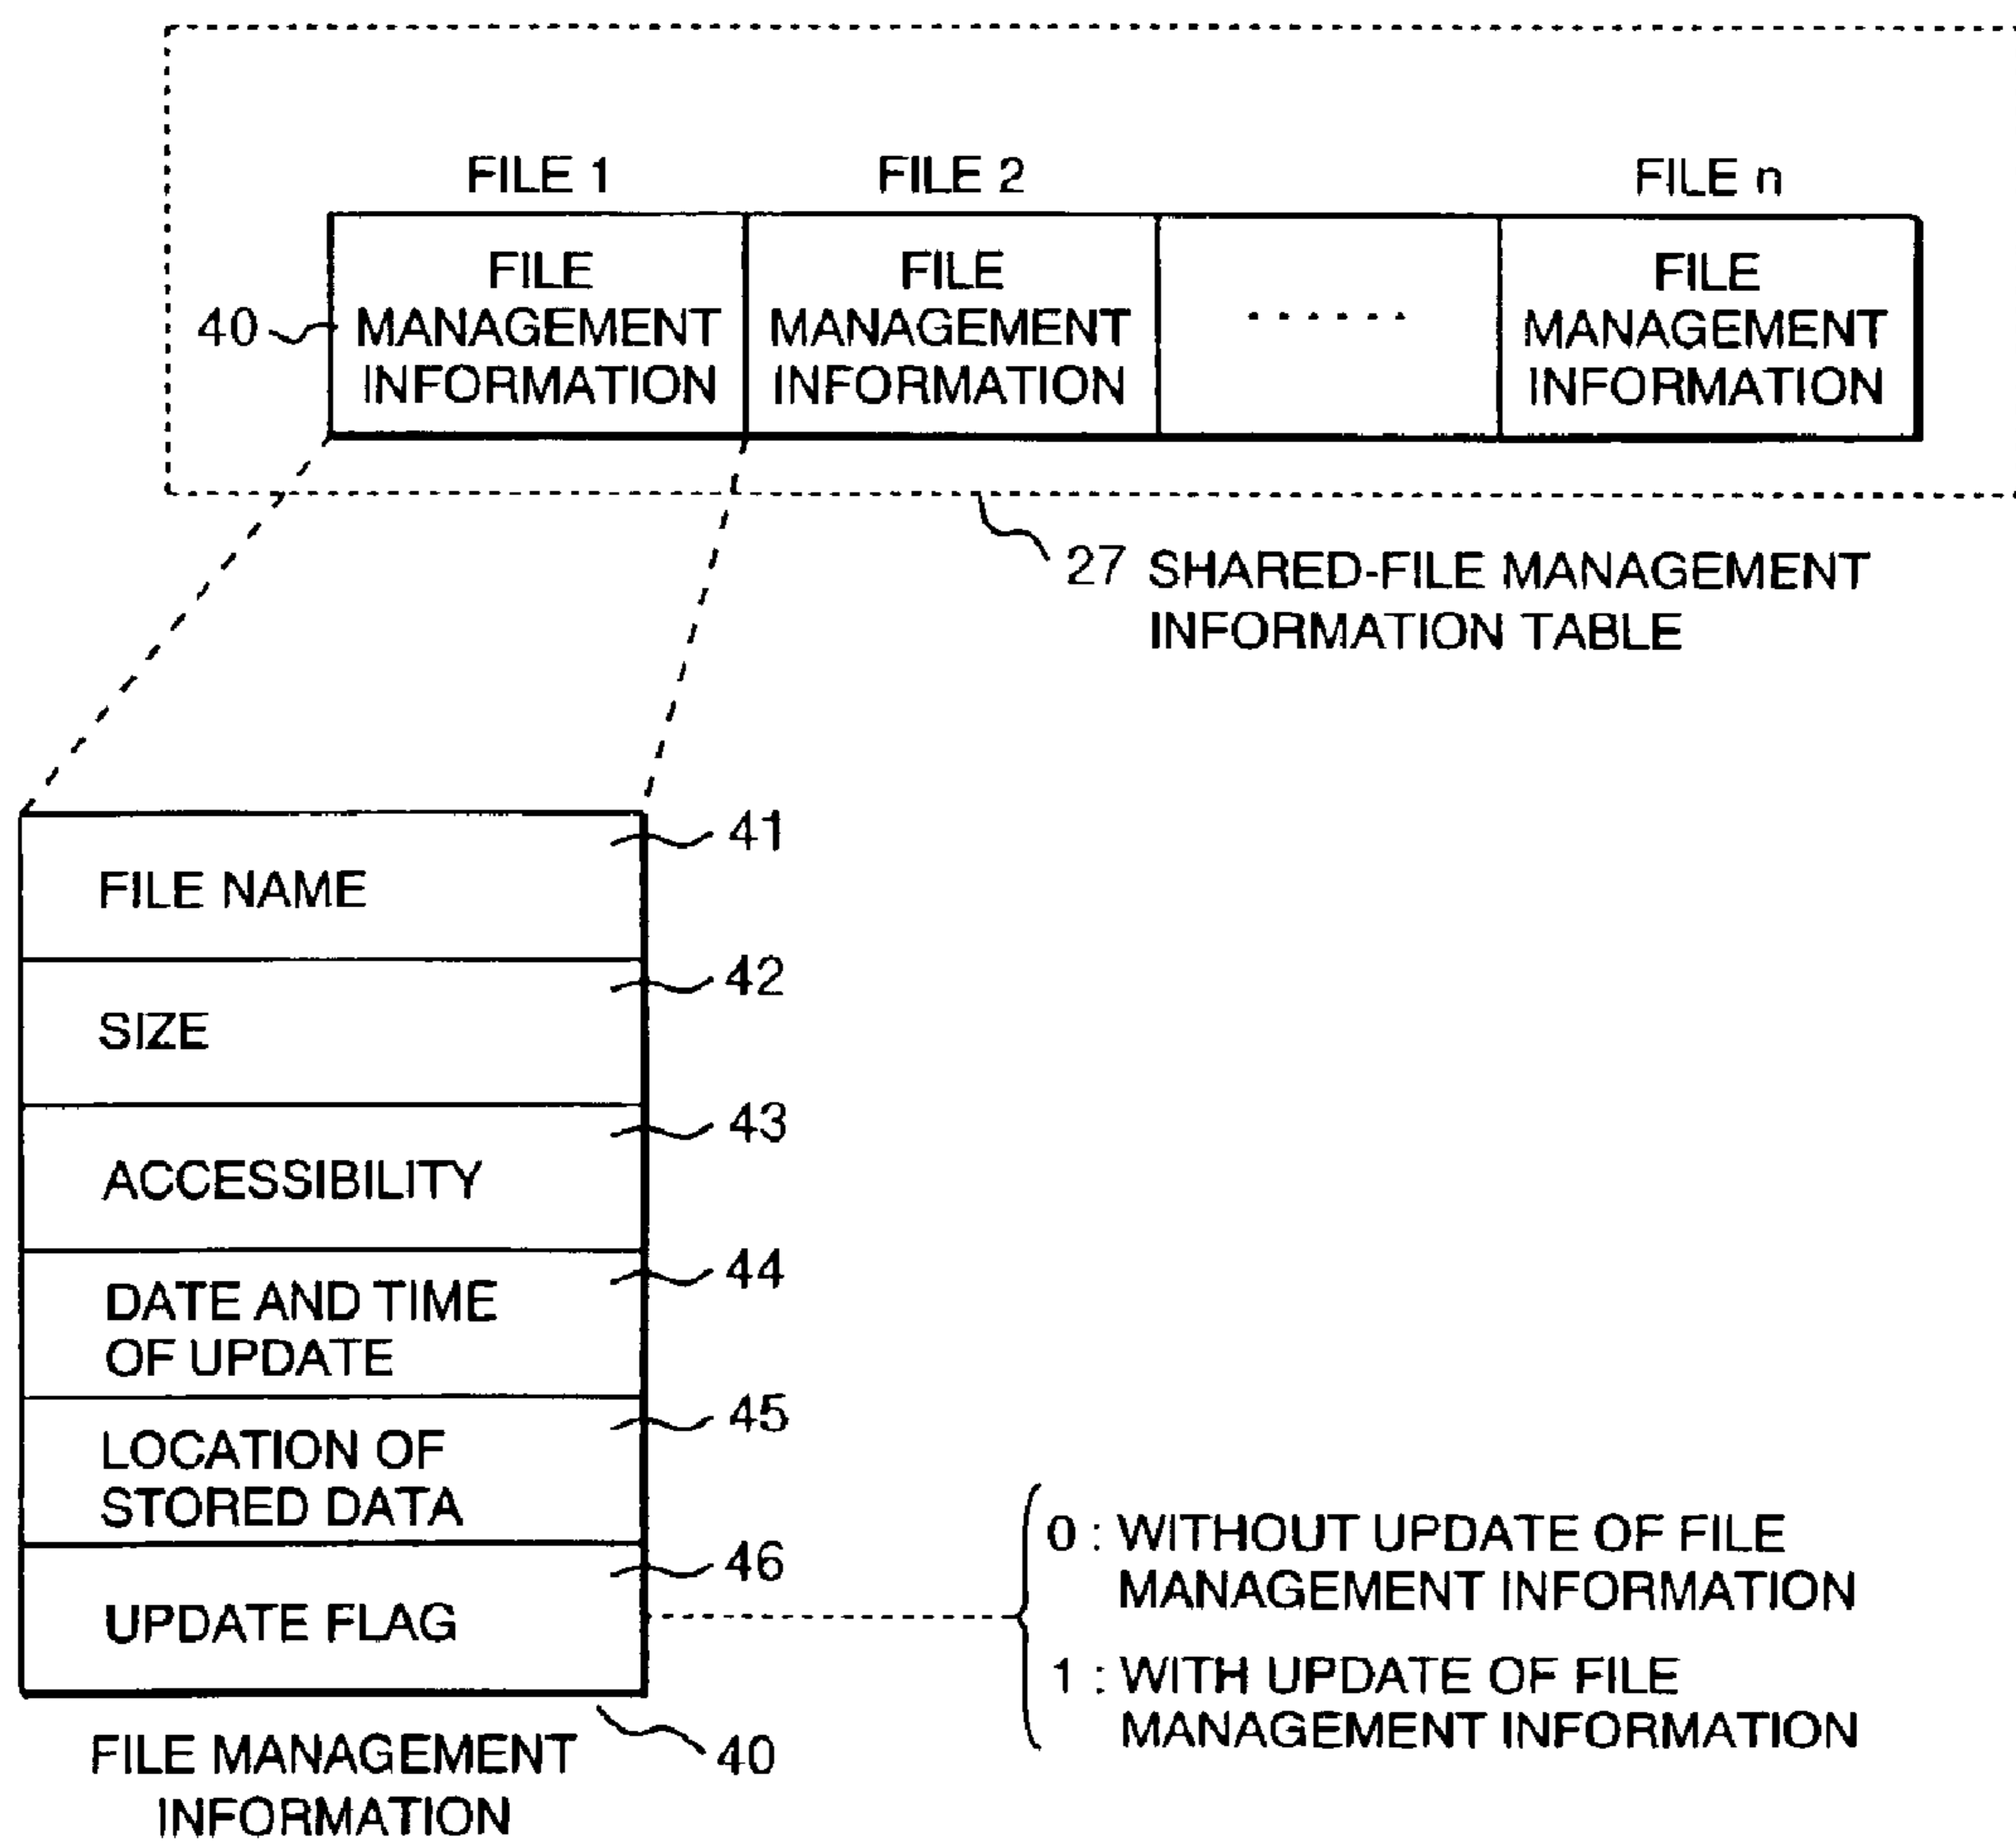 FILE 1
FILE 2
FILE n
40
FILE
MANAGEMENT
INFORMATION
FILE
MANAGEMENT
INFORMATION
.......
FILE
MANAGEMENT
INFORMATION
27 SHARED-FILE MANAGEMENT
INFORMATION TABLE
FILE NAME
41
SIZE
42
ACCESSIBILITY
43
DATE AND TIME
OF UPDATE
44
LOCATION OF
STORED DATA
45
UPDATE FLAG
46
0 : WITHOUT UPDATE OF FILE
MANAGEMENT INFORMATION
1 : WITH UPDATE OF FILE
MANAGEMENT INFORMATION
FILE MANAGEMENT
INFORMATION
40